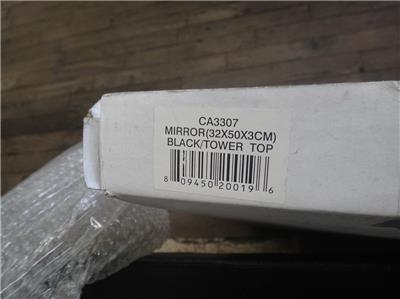 CA3307
MIRROR(32X50X3CM)
BLACK/TOWER TOP
8 09450 20019 6